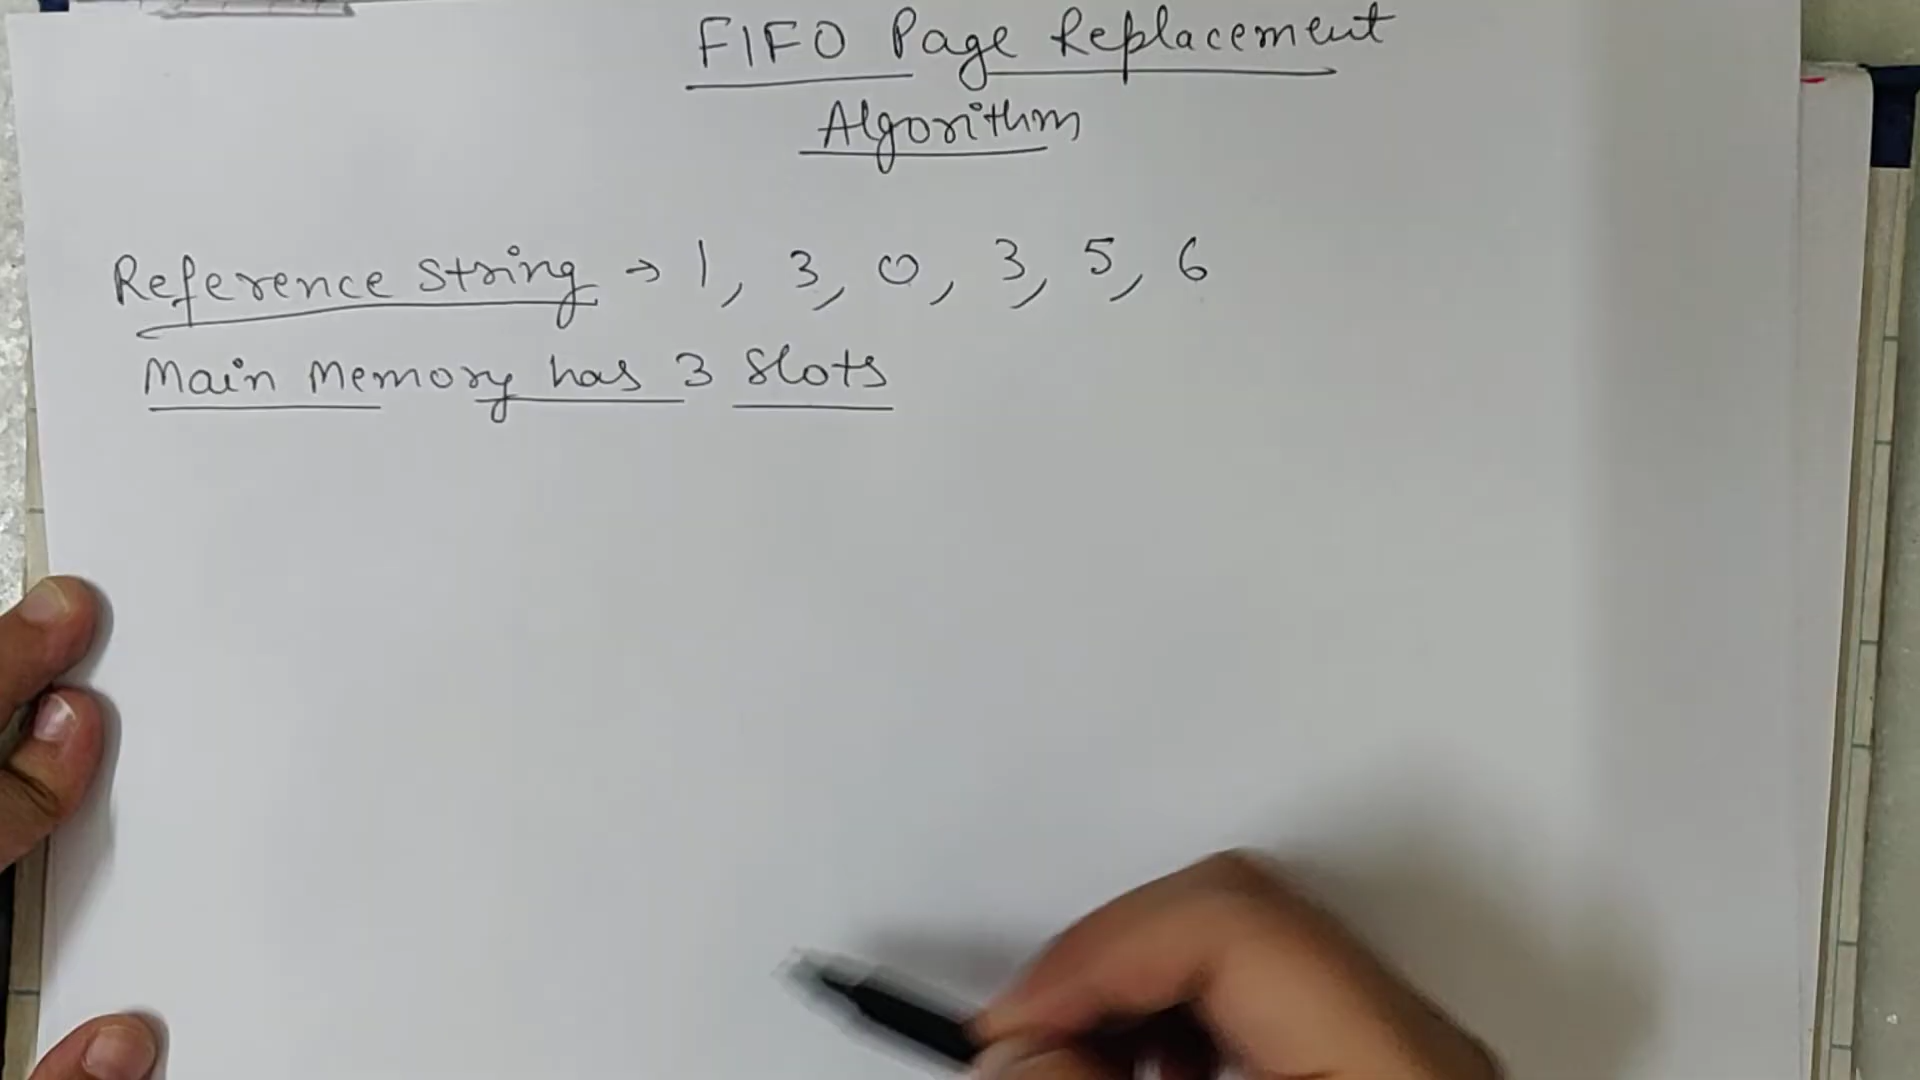 FIFO Page Replacement
Algorithm
Reference String → 1, 3, 0, 3, 5, 6
Main Memory has 3 Slots